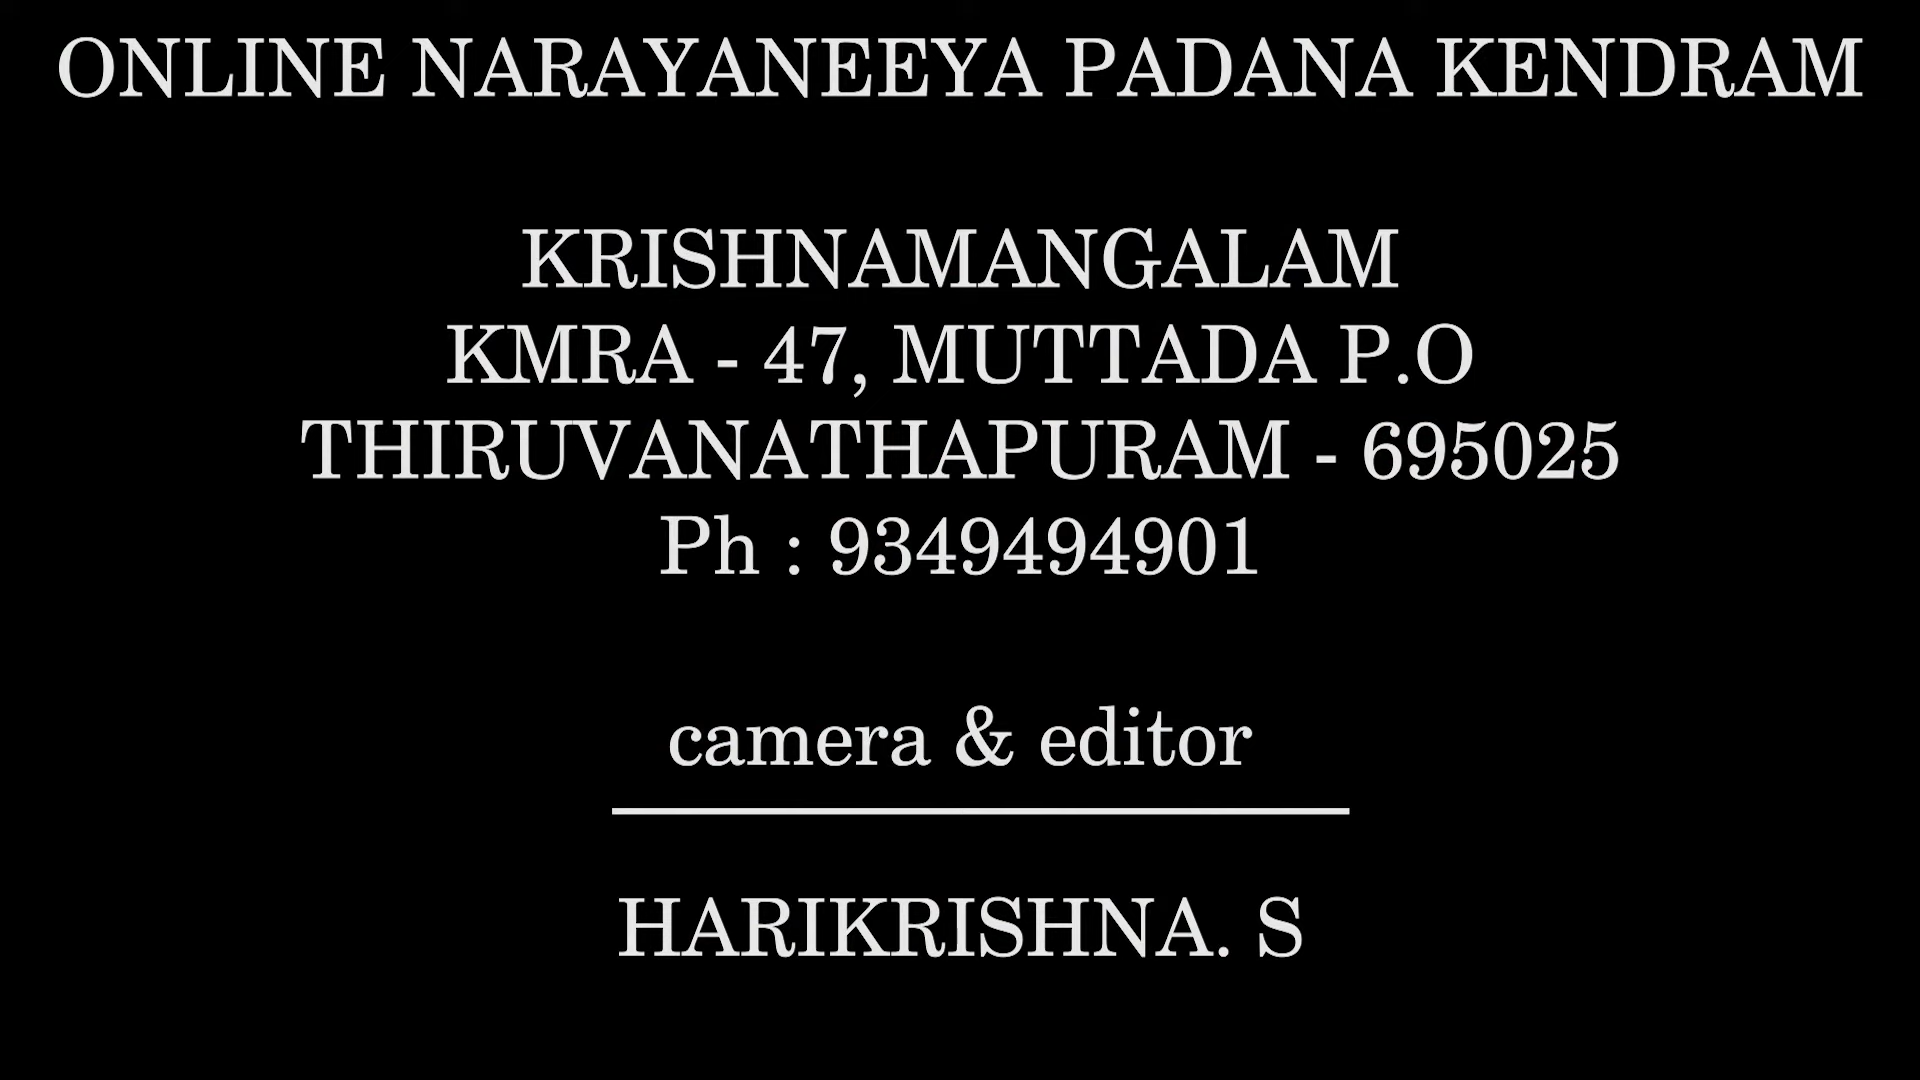 ONLINE NARAYANEEYA PADANA KENDRAM
KRISHNAMANGALAM
KMRA - 47, MUTTADA P.O
THIRUVANATHAPURAM - 695025
Ph : 9349494901
camera & editor
HARIKRISHNA. S